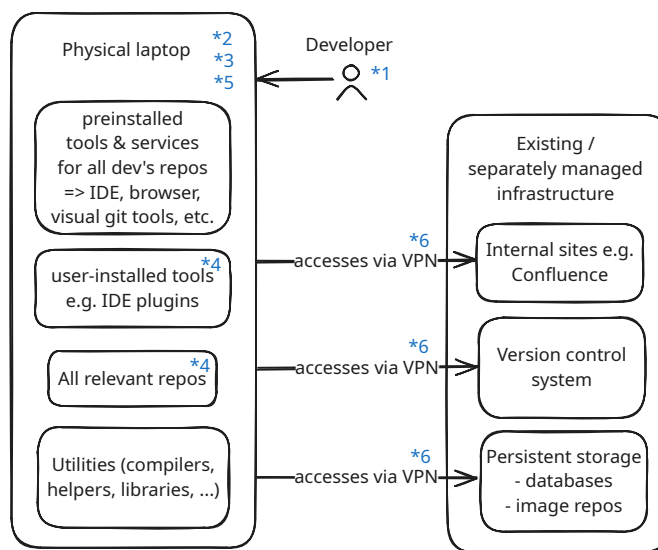 Physical laptop
*2
*3
*5
Developer
*1
preinstalled
tools & services
for all dev's repos
=> IDE, browser,
visual git tools, etc.
user-installed tools
*4
e.g. IDE plugins
All relevant repos
*4
Utilities (compilers,
helpers, libraries, ...)
accesses via VPN
*6
accesses via VPN
*6
accesses via VPN
*6
Existing /
separately managed
infrastructure
Internal sites e.g.
Confluence
Version control
system
Persistent storage
- databases
- image repos